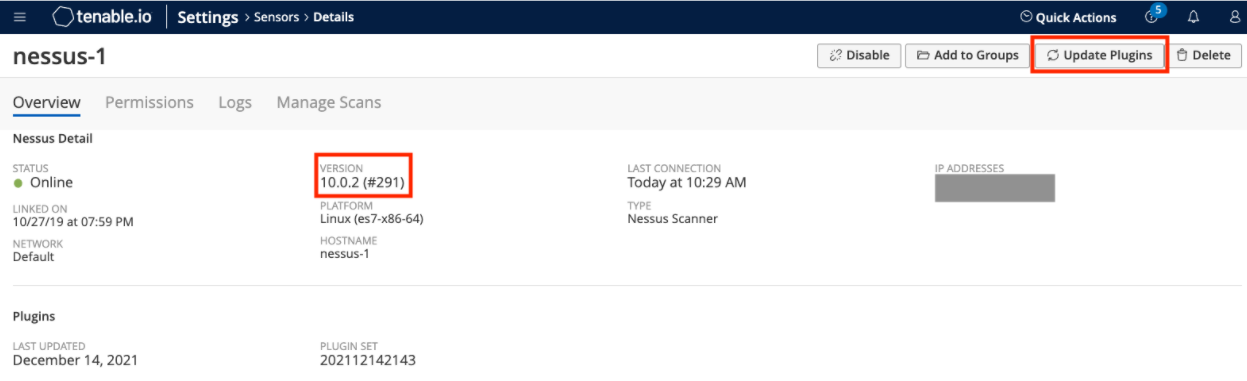 tenable.io Settings > Sensors > Details Quick Actions 5
nessus-1 Disable Add to Groups Update Plugins Delete
Overview Permissions Logs Manage Scans
Nessus Detail
STATUS VERSION LAST CONNECTION IP ADDRESSES
Online 10.0.2 (#291) Today at 10:29 AM
LINKED ON PLATFORM TYPE
10/27/19 at 07:59 PM Linux (es7-x86-64) Nessus Scanner
NETWORK HOSTNAME
Default nessus-1
Plugins
LAST UPDATED PLUGIN SET
December 14, 2021 202112142143